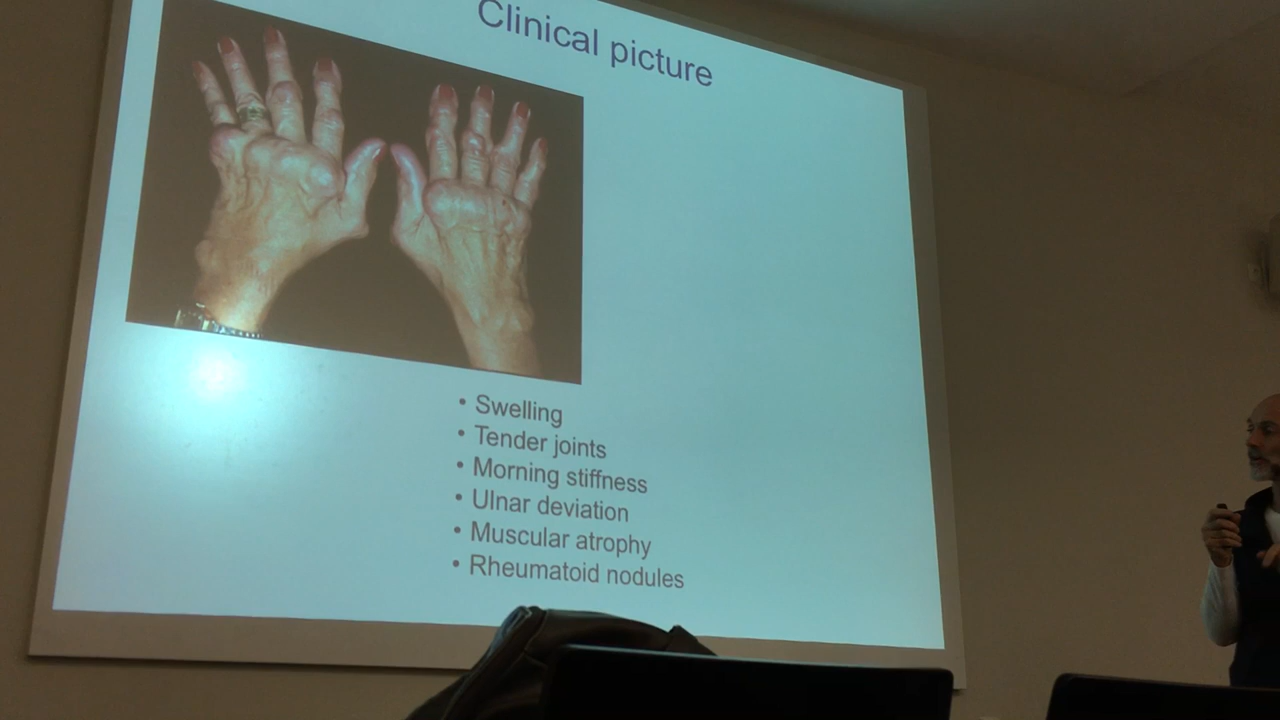 Clinical picture
• Swelling
• Tender joints
• Morning stiffness
• Ulnar deviation
• Muscular atrophy
• Rheumatoid nodules